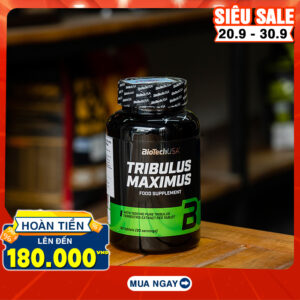 SIÊU SALE
20.9 - 30.9
BioTechUSA
TRIBULUS
MAXIMUS
FOOD SUPPLEMENT
HOÀN TIỀN
LÊN ĐẾN
180.000 VNĐ
MUA NGAY